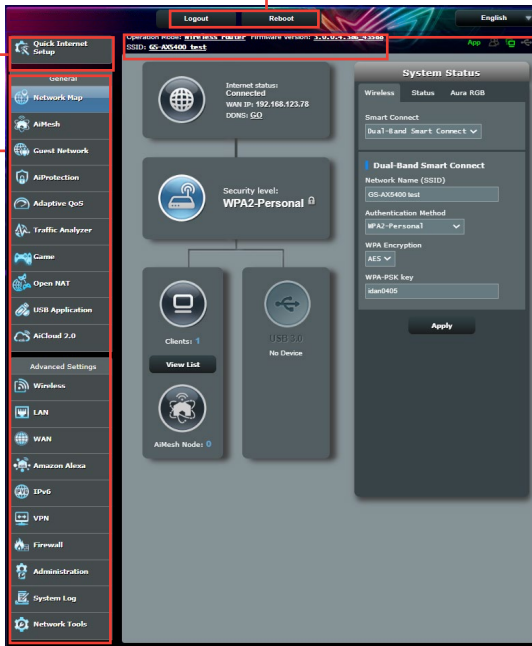 Logout
Reboot
English
Quick Internet
Setup
Operation Mode: Wireless router Firmware Version:
SSID: GS-AX5400 test
App
General
Network Map
AiMesh
Guest Network
AiProtection
Adaptive QoS
Traffic Analyzer
Game
Open NAT
USB Application
AiCloud 2.0
Advanced Settings
Wireless
LAN
WAN
Amazon Alexa
IPv6
VPN
Firewall
Administration
System Log
Network Tools
Internet status:
Connected
WAN IP: 192.168.123.78
DDNS: GO
Security level:
WPA2-Personal
Clients: 1
View List
AiMesh Node: 0
USB 3.0
No Device
System Status
Wireless
Status
Aura RGB
Smart Connect
Dual-Band Smart Connect
Dual-Band Smart Connect
Network Name (SSID)
GS-AX5400 test
Authentication Method
WPA2-Personal
WPA Encryption
AES
WPA-PSK key
idan0405
Apply